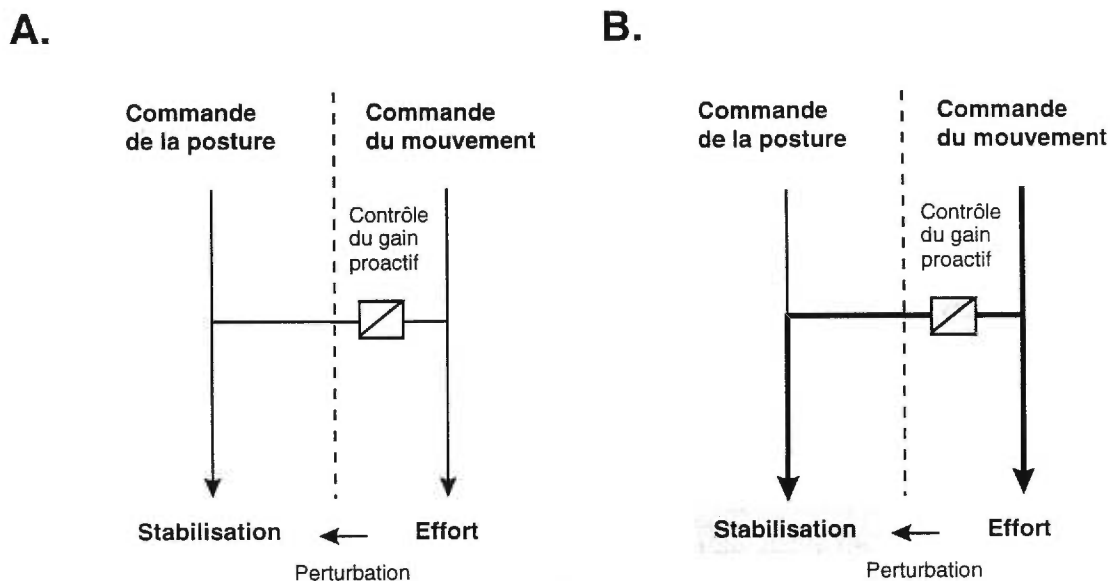 A.
Commande
de la posture
Commande
du mouvement
Contrôle
du gain
proactif
Stabilisation
Effort
Perturbation
B.
Commande
de la posture
Commande
du mouvement
Contrôle
du gain
proactif
Stabilisation
Effort
Perturbation